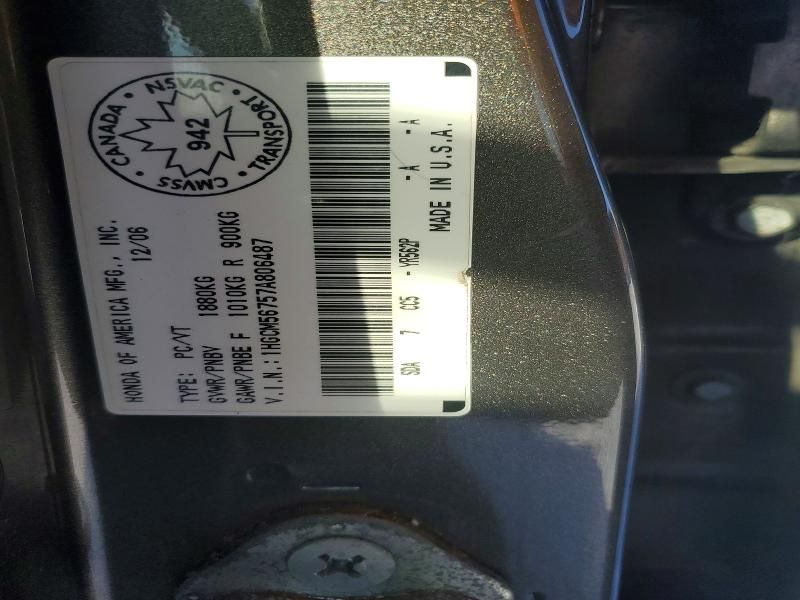 HONDA OF AMERICA MFG., INC.
12/06
TYPE: PC/VT
GVWR/PNBV 1880KG
GAWR/PNBE F 1010KG R 900KG
V.I.N.:1HGCM56757A806487
CANADA • NSVAC • TRANSPORT • CMVSS •
942
SDA 7 CC5 - YR562P - A - A
MADE IN U.S.A.